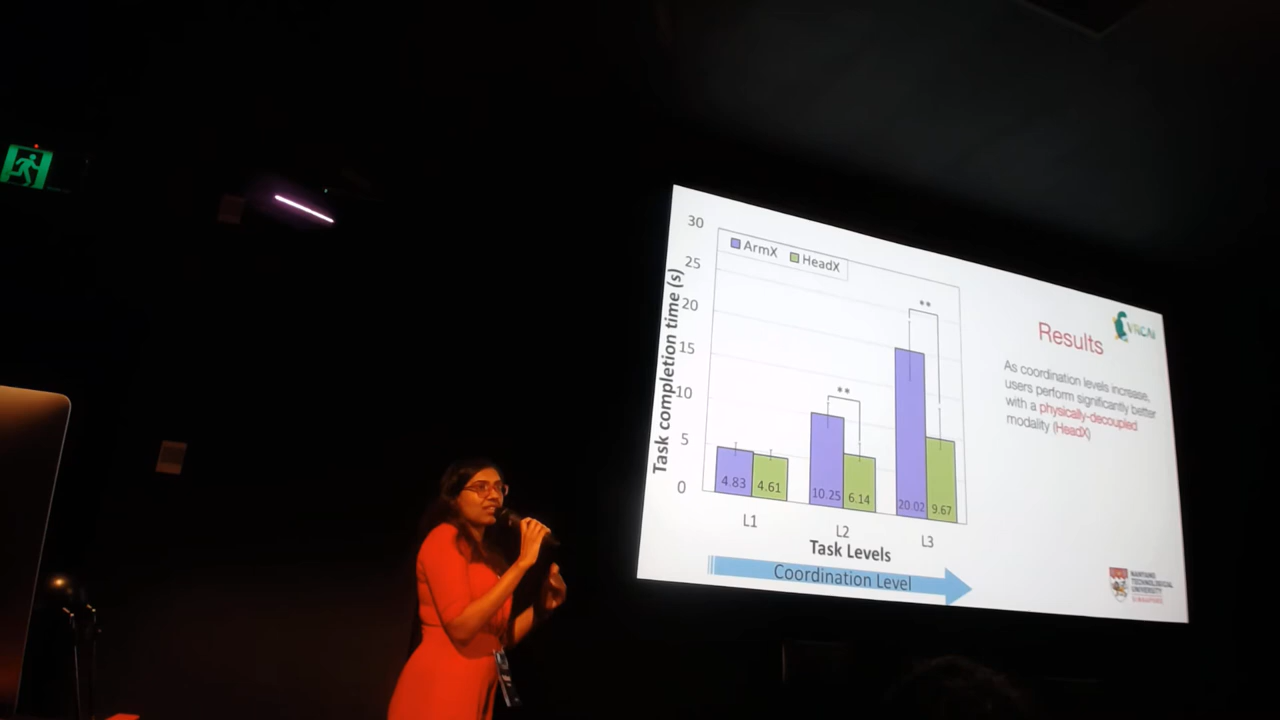 30
ArmX HeadX
25
20
15
10
5
0
Task completion time (s)
**
**
4.83 4.61 10.25 6.14 20.02 9.67
L1 L2 L3
Task Levels
Coordination Level
Results
As coordination levels increase,
users perform significantly better
with a physically-decoupled
modality (HeadX)
NANYANG
TECHNOLOGICAL
UNIVERSITY
SINGAPORE